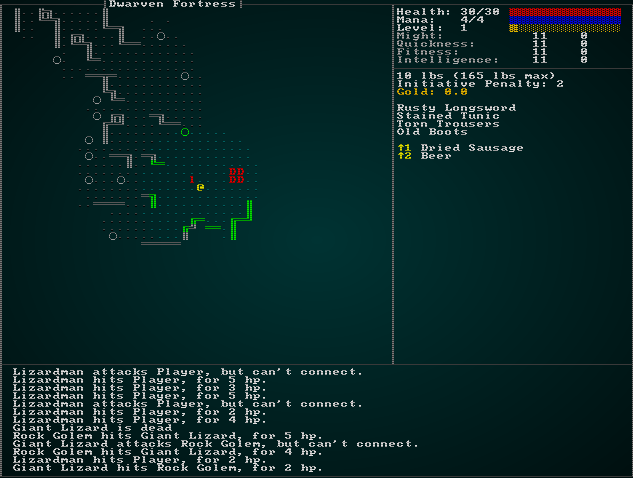 Dwarven Fortress
Health: 30/30
Mana: 4/4
Level: 1
Might: 11 0
Quickness: 11 0
Fitness: 11 0
Intelligence: 11 0
10 lbs (165 lbs max)
Initiative Penalty: 2
Gold: 0.0
Rusty Longsword
Stained Tunic
Torn Trousers
Old Boots
↑1 Dried Sausage
↑2 Beer
@
Lizardman attacks Player, but can't connect.
Lizardman hits Player, for 5 hp.
Lizardman hits Player, for 3 hp.
Lizardman hits Player, for 5 hp.
Lizardman attacks Player, but can't connect.
Lizardman hits Player, for 2 hp.
Lizardman hits Player, for 4 hp.
Giant Lizard is dead
Rock Golem hits Giant Lizard, for 5 hp.
Giant Lizard attacks Rock Golem, but can't connect.
Rock Golem hits Giant Lizard, for 4 hp.
Lizardman hits Player, for 2 hp.
Giant Lizard hits Rock Golem, for 2 hp.